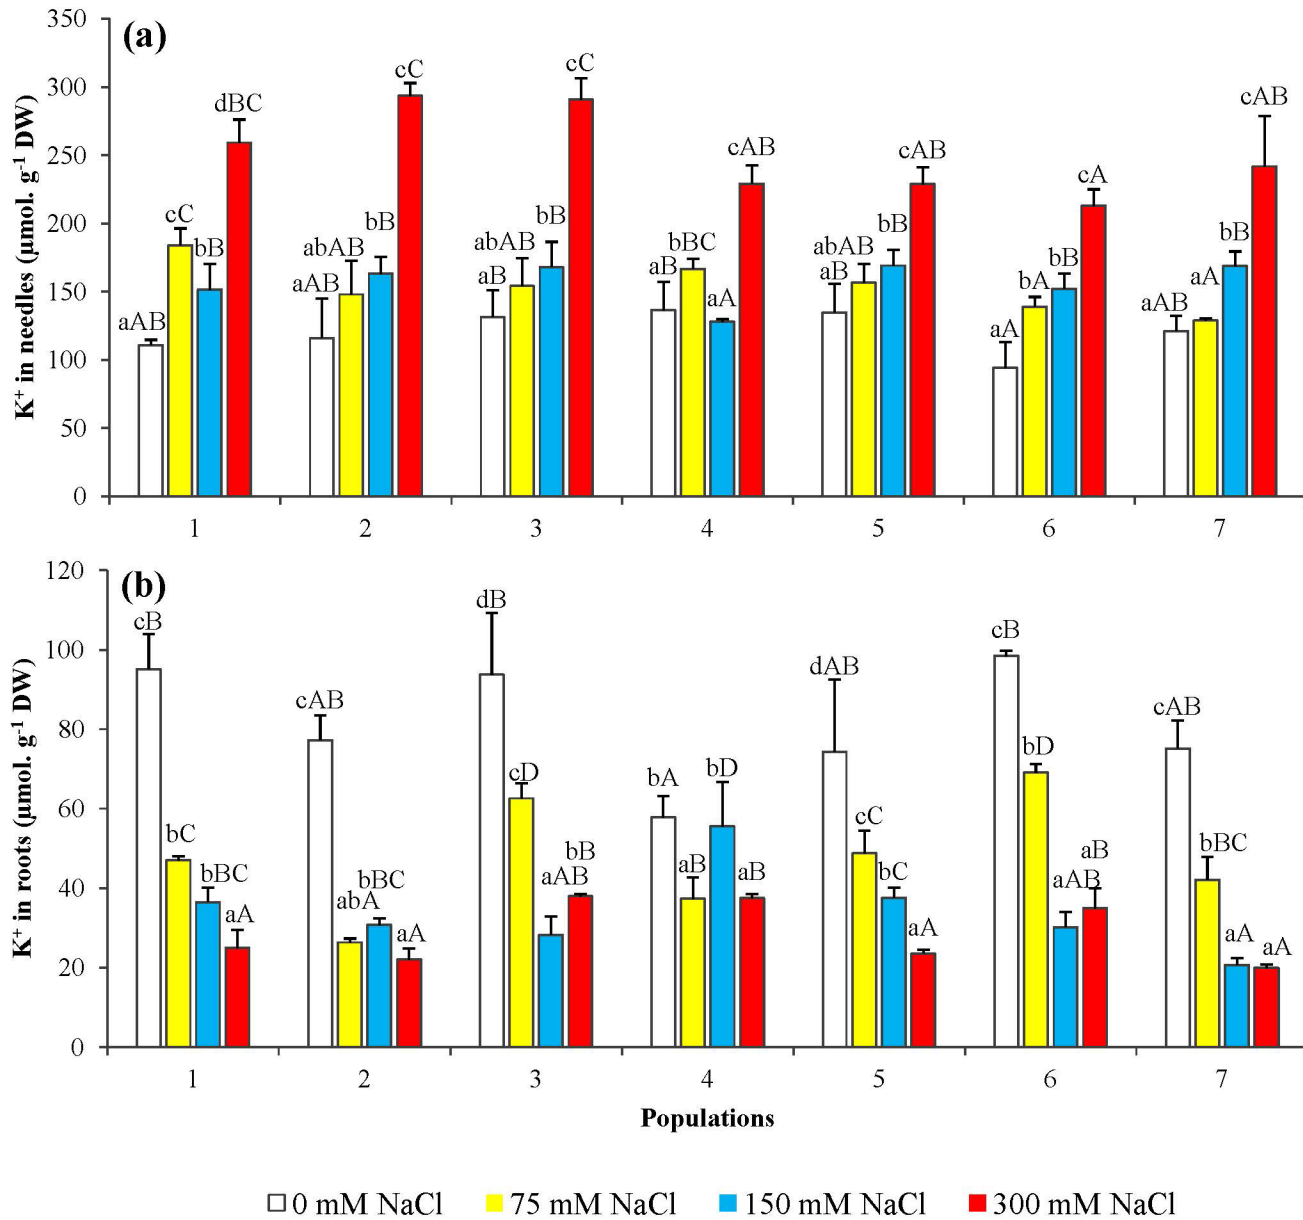 (a)
K⁺ in needles (µmol. g⁻¹ DW)
350
300
250
200
150
100
50
0
aAB cC bB dBC
aAB abAB bB cC
aB abAB bB cC
aB bBC aA cAB
aB abAB bB cAB
aA bA bB cA
aAB aA bB cAB
1 2 3 4 5 6 7
(b)
K⁺ in roots (µmol. g⁻¹ DW)
120
100
80
60
40
20
0
cB bC bBC aA
cAB abA bBC aA
dB cD aAB bB
bA aB bD aB
dAB cC bC aA
cB bD aAB aB
cAB bBC aA aA
1 2 3 4 5 6 7
Populations
0 mM NaCl 75 mM NaCl 150 mM NaCl 300 mM NaCl